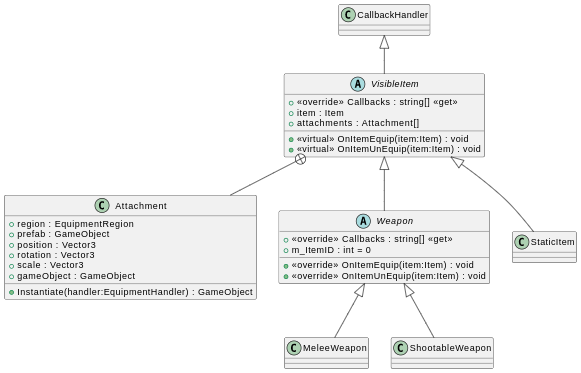 C CallbackHandler
A VisibleItem
«override» Callbacks : string[] «get»
item : Item
attachments : Attachment[]
«virtual» OnItemEquip(item:Item) : void
«virtual» OnItemUnEquip(item:Item) : void
C Attachment
region : EquipmentRegion
prefab : GameObject
position : Vector3
rotation : Vector3
scale : Vector3
gameObject : GameObject
Instantiate(handler:EquipmentHandler) : GameObject
A Weapon
«override» Callbacks : string[] «get»
m_ItemID : int = 0
«override» OnItemEquip(item:Item) : void
«override» OnItemUnEquip(item:Item) : void
C StaticItem
C MeleeWeapon
C ShootableWeapon